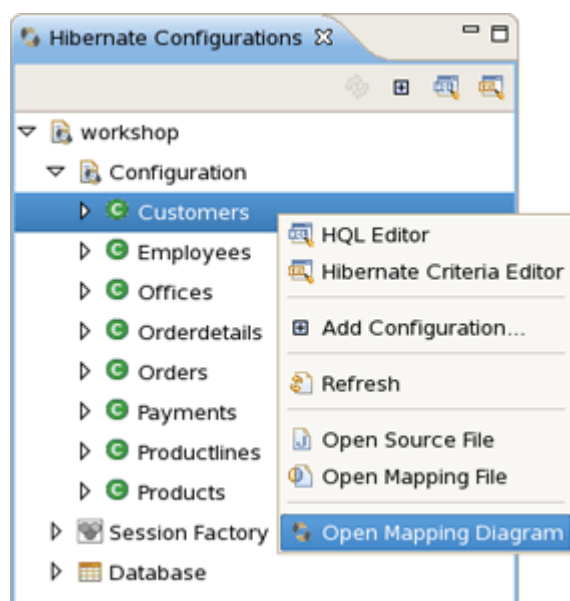 Hibernate Configurations
workshop
Configuration
Customers
Employees
Offices
Orderdetails
Orders
Payments
Productlines
Products
Session Factory
Database
HQL Editor
Hibernate Criteria Editor
Add Configuration...
Refresh
Open Source File
Open Mapping File
Open Mapping Diagram